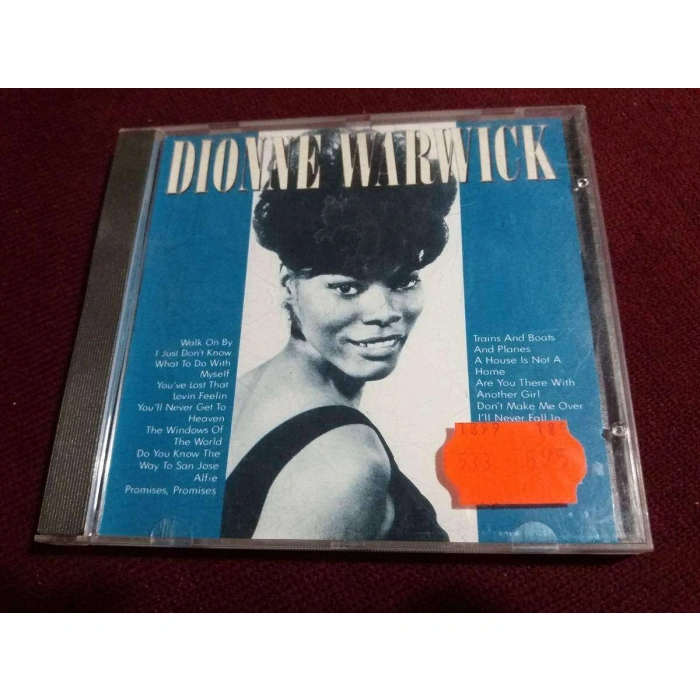 DIONNE WARWICK
Walk On By
I Just Don't Know
What To Do With
Myself
You've Lost That
Lovin Feelin
You'll Never Get To
Heaven
The Windows Of
The World
Do You Know The
Way To San Jose
Alfie
Promises, Promises
Trains And Boats
And Planes
A House Is Not A
Home
Are You There With
Another Girl
Don't Make Me Over
I'll Never Fall In